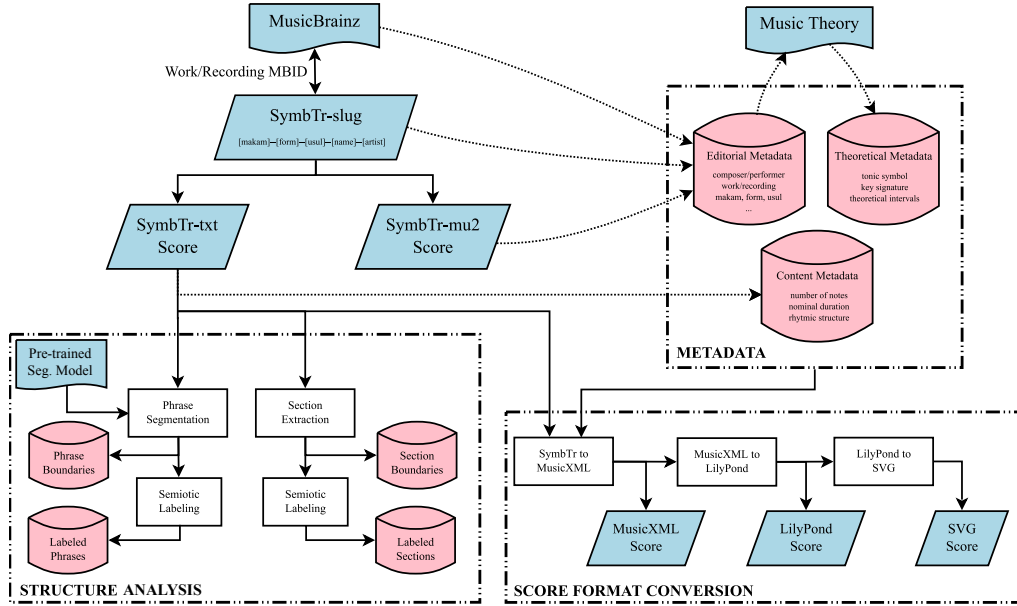 MusicBrainz
Work/Recording MBID
SymbTr-slug
[makam]--[form]--[usul]--[name]--[artist]
SymbTr-txt
Score
SymbTr-mu2
Score
Music Theory
Editorial Metadata
composer/performer
work/recording
makam, form, usul
...
Theoretical Metadata
tonic symbol
key signature
theoretical intervals
Content Metadata
number of notes
nominal duration
rhytmic structure
METADATA
Pre-trained
Seg. Model
Phrase
Segmentation
Section
Extraction
Phrase
Boundaries
Section
Boundaries
Semiotic
Labeling
Semiotic
Labeling
Labeled
Phrases
Labeled
Sections
STRUCTURE ANALYSIS
SymbTr to
MusicXML
MusicXML to
LilyPond
LilyPond to
SVG
MusicXML
Score
LilyPond
Score
SVG
Score
SCORE FORMAT CONVERSION